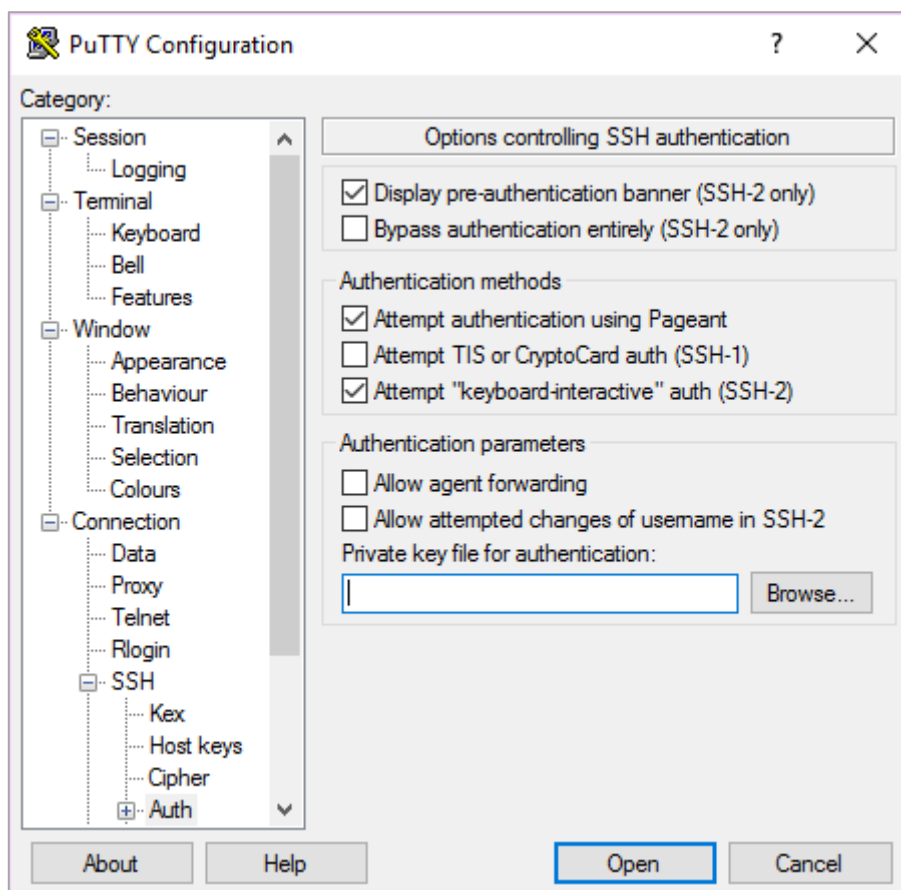 PuTTY Configuration
?
Category:
Session
Logging
Terminal
Keyboard
Bell
Features
Window
Appearance
Behaviour
Translation
Selection
Colours
Connection
Data
Proxy
Telnet
Rlogin
SSH
Kex
Host keys
Cipher
Auth
Options controlling SSH authentication
Display pre-authentication banner (SSH-2 only)
Bypass authentication entirely (SSH-2 only)
Authentication methods
Attempt authentication using Pageant
Attempt TIS or CryptoCard auth (SSH-1)
Attempt "keyboard-interactive" auth (SSH-2)
Authentication parameters
Allow agent forwarding
Allow attempted changes of username in SSH-2
Private key file for authentication:
Browse...
About
Help
Open
Cancel